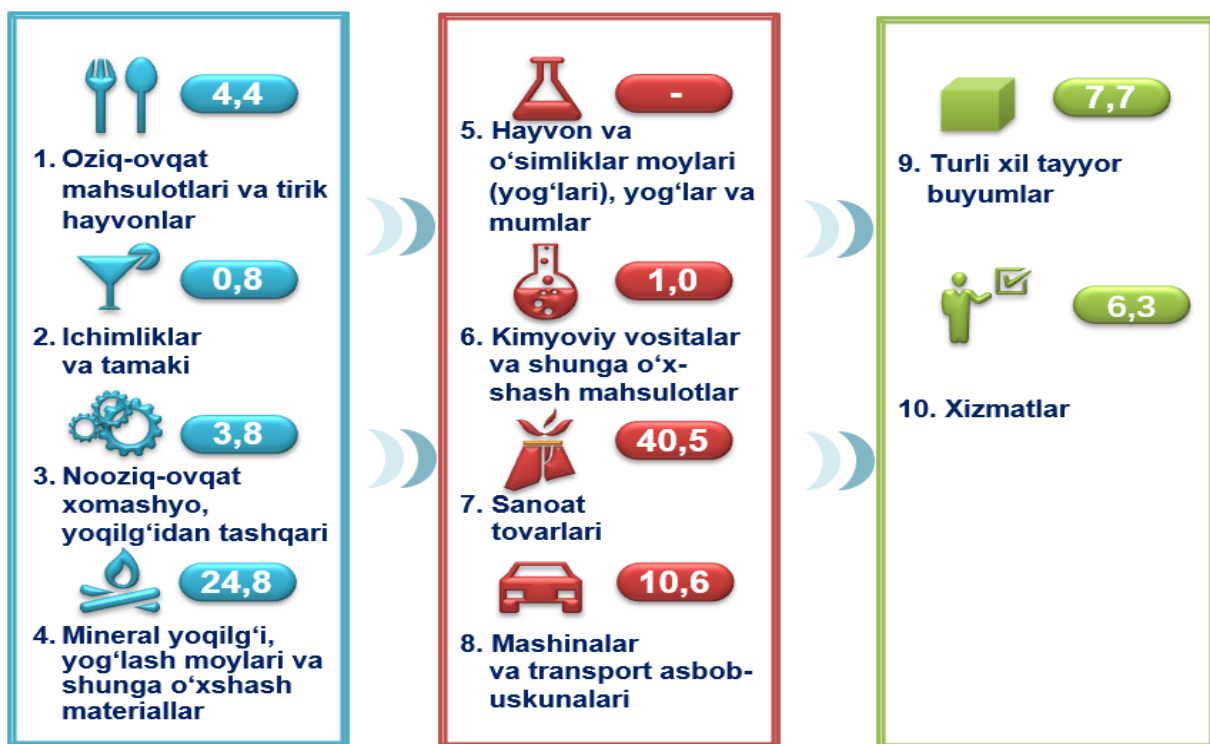 4,4
1. Oziq-ovqat
mahsulotlari va tirik
hayvonlar
0,8
2. Ichimliklar
va tamaki
3,8
3. Nooziq-ovqat
xomashyo,
yoqilg‘idan tashqari
24,8
4. Mineral yoqilg‘i,
yog‘lash moylari va
shunga o‘xshash
materiallar
-
5. Hayvon va
o‘simliklar moylari
(yog‘lari), yog‘lar va
mumlar
1,0
6. Kimyoviy vositalar
va shunga o‘x-
shash mahsulotlar
40,5
7. Sanoat
tovarlari
10,6
8. Mashinalar
va transport asbob-
uskunalari
7,7
9. Turli xil tayyor
buyumlar
6,3
10. Xizmatlar